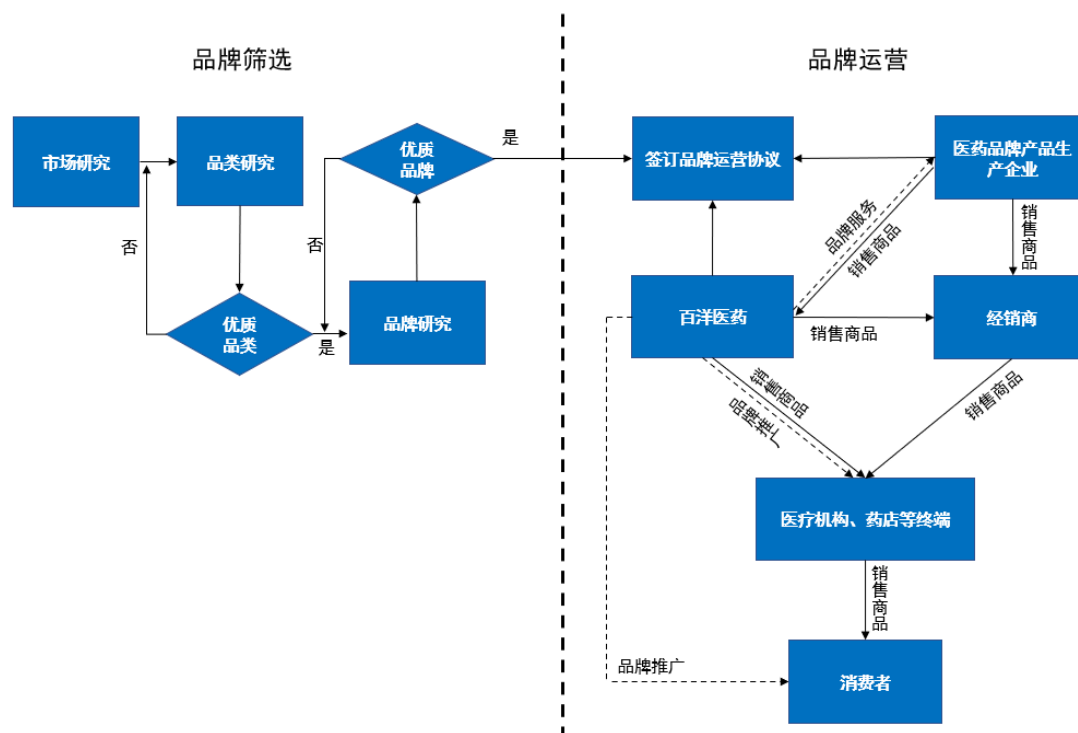 品牌筛选
品牌运营
市场研究
品类研究
优质
品牌
是
签订品牌运营协议
医药品牌产品生
产企业
否
否
品牌服务
销售商品
销售商品
优质
品类
是
品牌研究
百洋医药
销售商品
经销商
销售商品
品牌推广
销售商品
医疗机构、药店等终端
销售商品
品牌推广
消费者